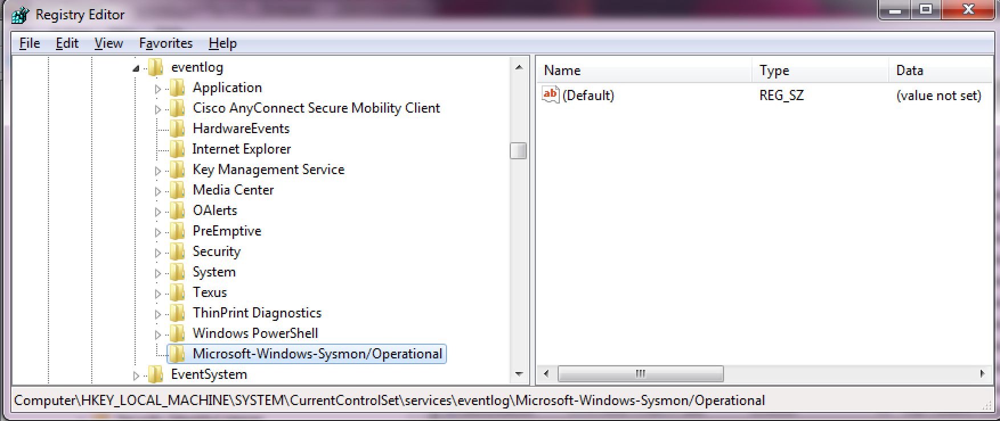 Registry Editor
File Edit View Favorites Help
eventlog
Application
Cisco AnyConnect Secure Mobility Client
HardwareEvents
Internet Explorer
Key Management Service
Media Center
OAlerts
PreEmptive
Security
System
Texus
ThinPrint Diagnostics
Windows PowerShell
Microsoft-Windows-Sysmon/Operational
EventSystem
Name Type Data
ab (Default) REG_SZ (value not set)
Computer\HKEY_LOCAL_MACHINE\SYSTEM\CurrentControlSet\services\eventlog\Microsoft-Windows-Sysmon/Operational